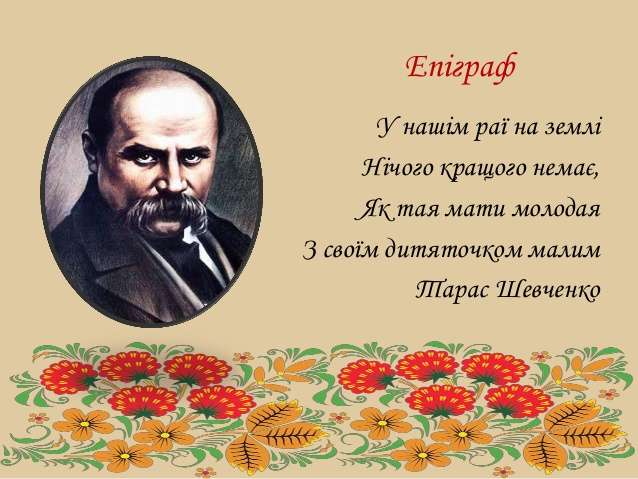 Епіграф
У нашім раї на землі
Нічого кращого немає,
Як тая мати молодая
З своїм дитяточком малим
Тарас Шевченко